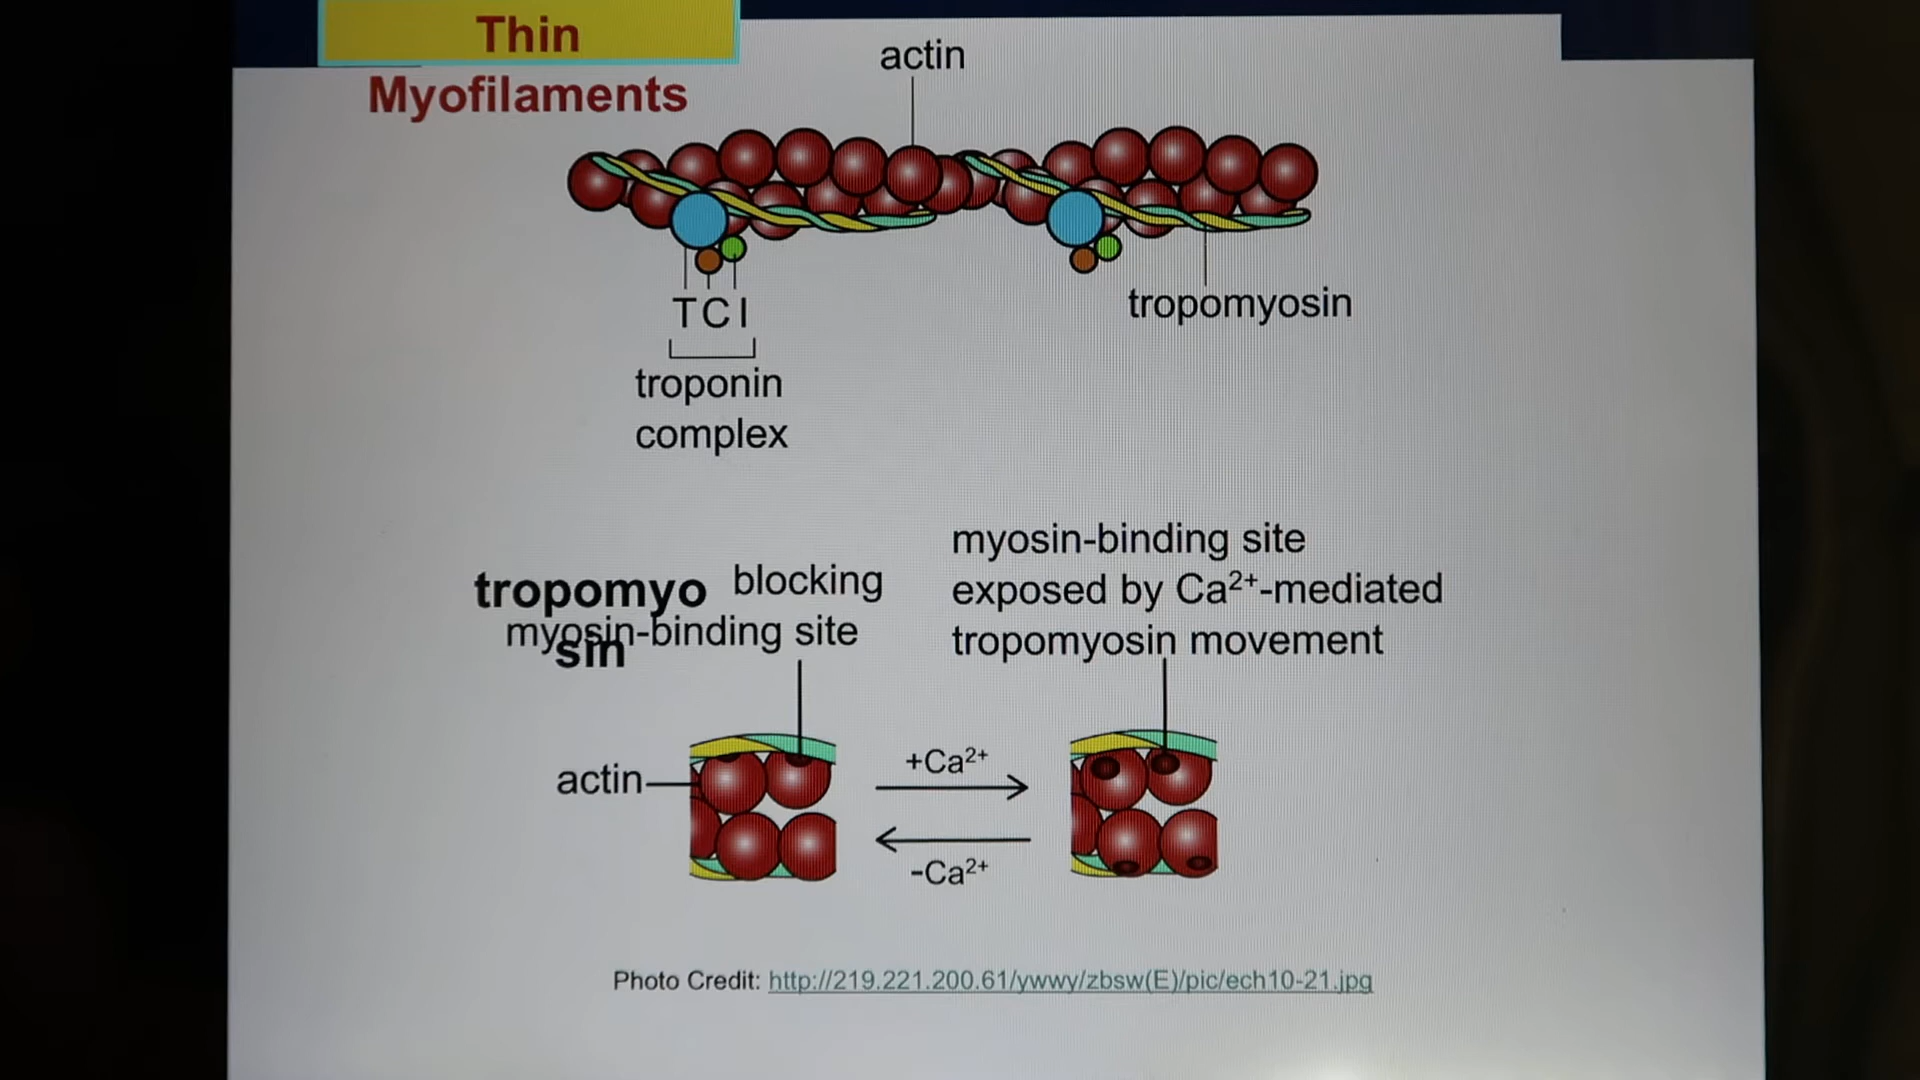 Thin
Myofilaments
actin
T C I
tropomyosin
troponin
complex
tropomyo
sin
blocking
myosin-binding site
myosin-binding site
exposed by Ca²⁺-mediated
tropomyosin movement
actin
+Ca²⁺
-Ca²⁺
Photo Credit: http://219.221.200.61/ywwy/zbsw(E)/pic/ech10-21.jpg